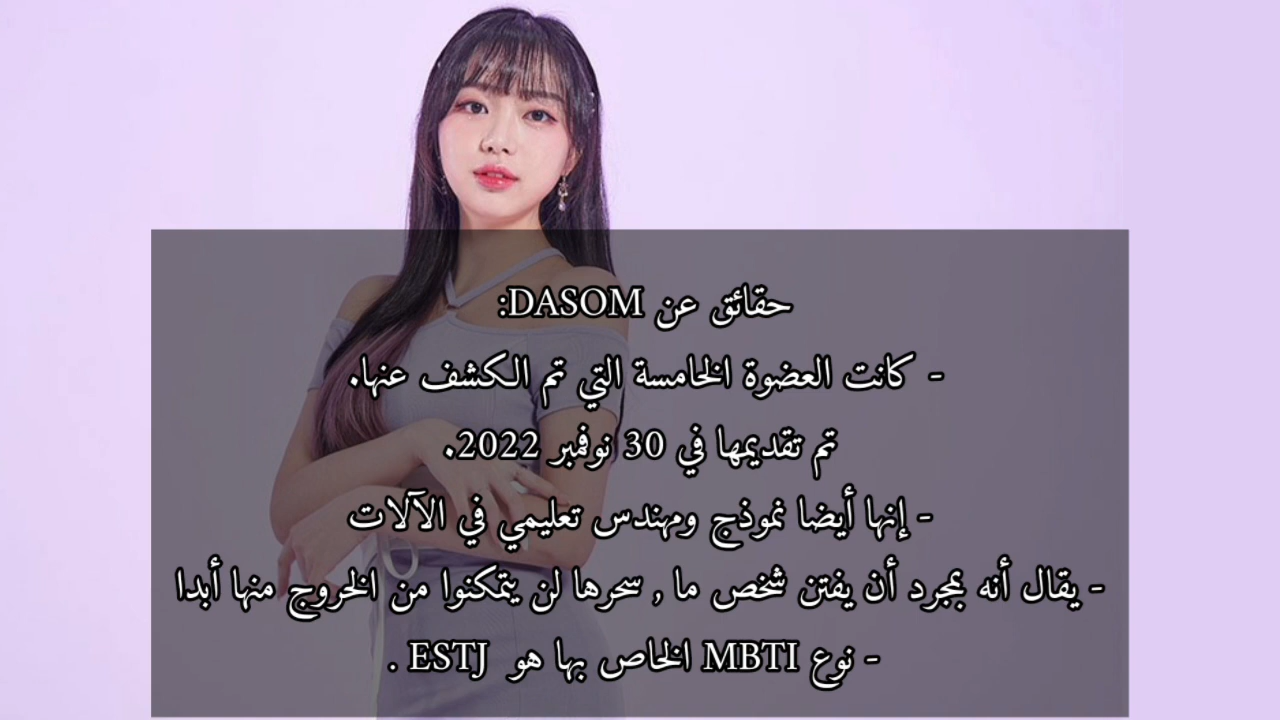 حقائق عن DASOM:
- كانت العضوة الخامسة التي تم الكشف عنها.
تم تقديمها في 30 نوفمبر 2022.
- إنها أيضا نموذج ومهندس تعليمي في الآلات
- يقال أنه بمجرد أن يفتن شخص ما , سحرها لن يتمكنوا من الخروج منها أبدا
- نوع MBTI الخاص بها هو ESTJ .